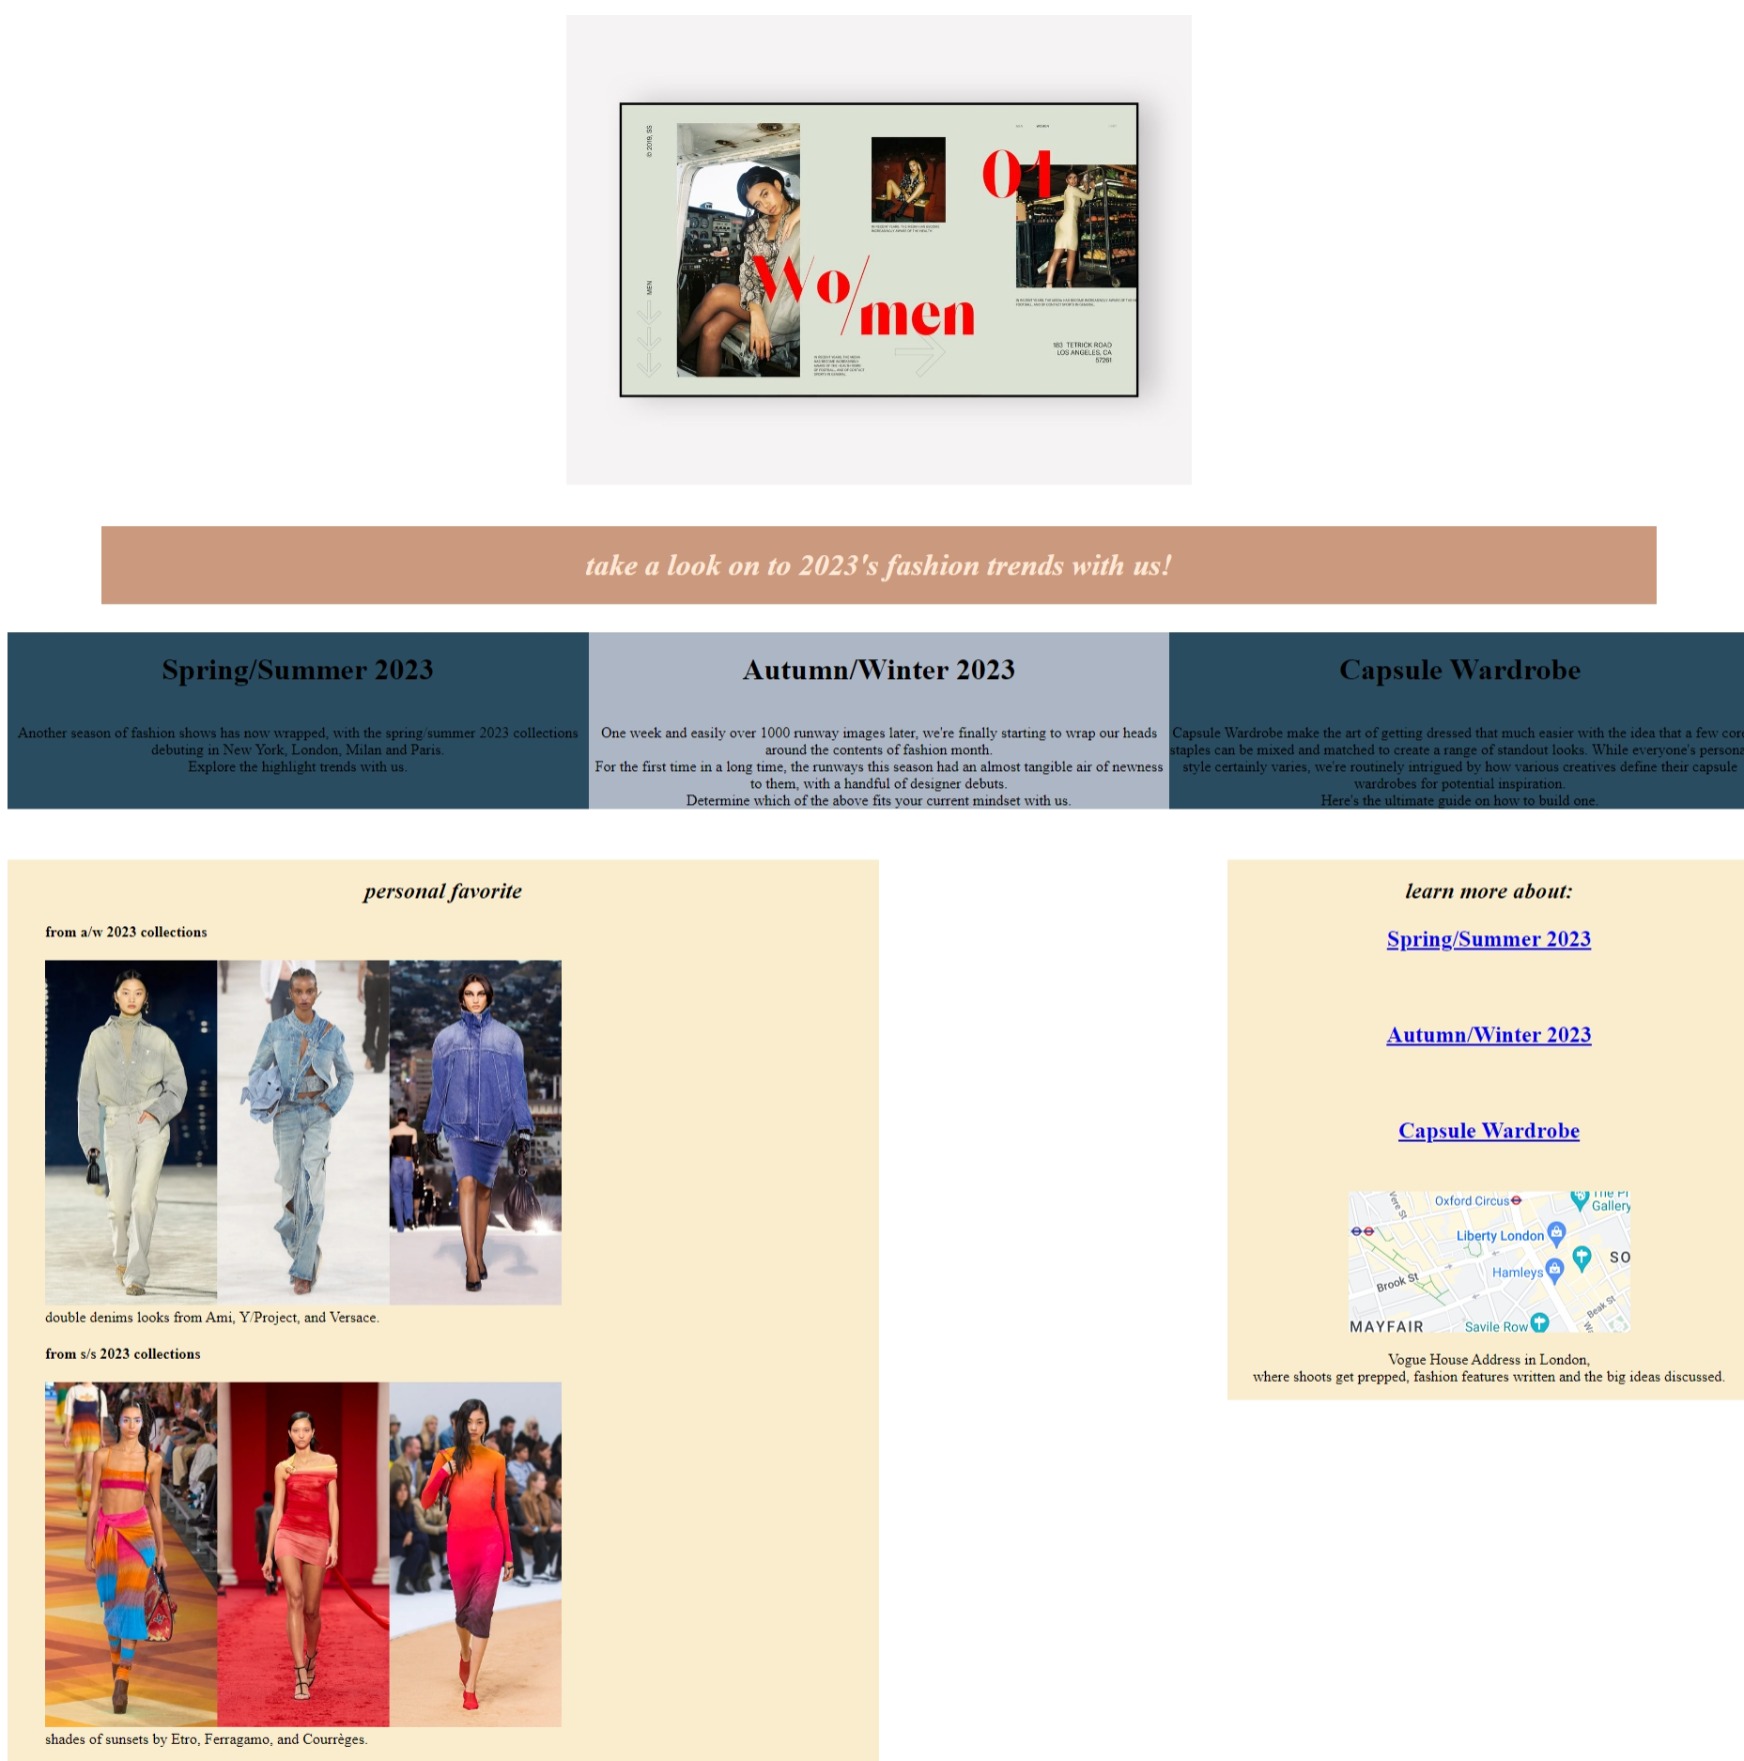 © 2019, SS
MEN
Wo/men
01
183 TETRICK ROAD
LOS ANGELES, CA
57281
take a look on to 2023's fashion trends with us!
Spring/Summer 2023
Another season of fashion shows has now wrapped, with the spring/summer 2023 collections
debuting in New York, London, Milan and Paris.
Explore the highlight trends with us.
Autumn/Winter 2023
One week and easily over 1000 runway images later, we're finally starting to wrap our heads
around the contents of fashion month.
For the first time in a long time, the runways this season had an almost tangible air of newness
to them, with a handful of designer debuts.
Determine which of the above fits your current mindset with us.
Capsule Wardrobe
Capsule Wardrobe make the art of getting dressed that much easier with the idea that a few core
staples can be mixed and matched to create a range of standout looks. While everyone's persona
style certainly varies, we're routinely intrigued by how various creatives define their capsule
wardrobes for potential inspiration.
Here's the ultimate guide on how to build one.
personal favorite
from a/w 2023 collections
double denims looks from Ami, Y/Project, and Versace.
from s/s 2023 collections
shades of sunsets by Etro, Ferragamo, and Courrèges.
learn more about:
Spring/Summer 2023
Autumn/Winter 2023
Capsule Wardrobe
Vere St
Oxford Circus
Gallery
Liberty London
SO
Hamleys
Brook St
Beak St
MAYFAIR
Savile Row
Vogue House Address in London,
where shoots get prepped, fashion features written and the big ideas discussed.